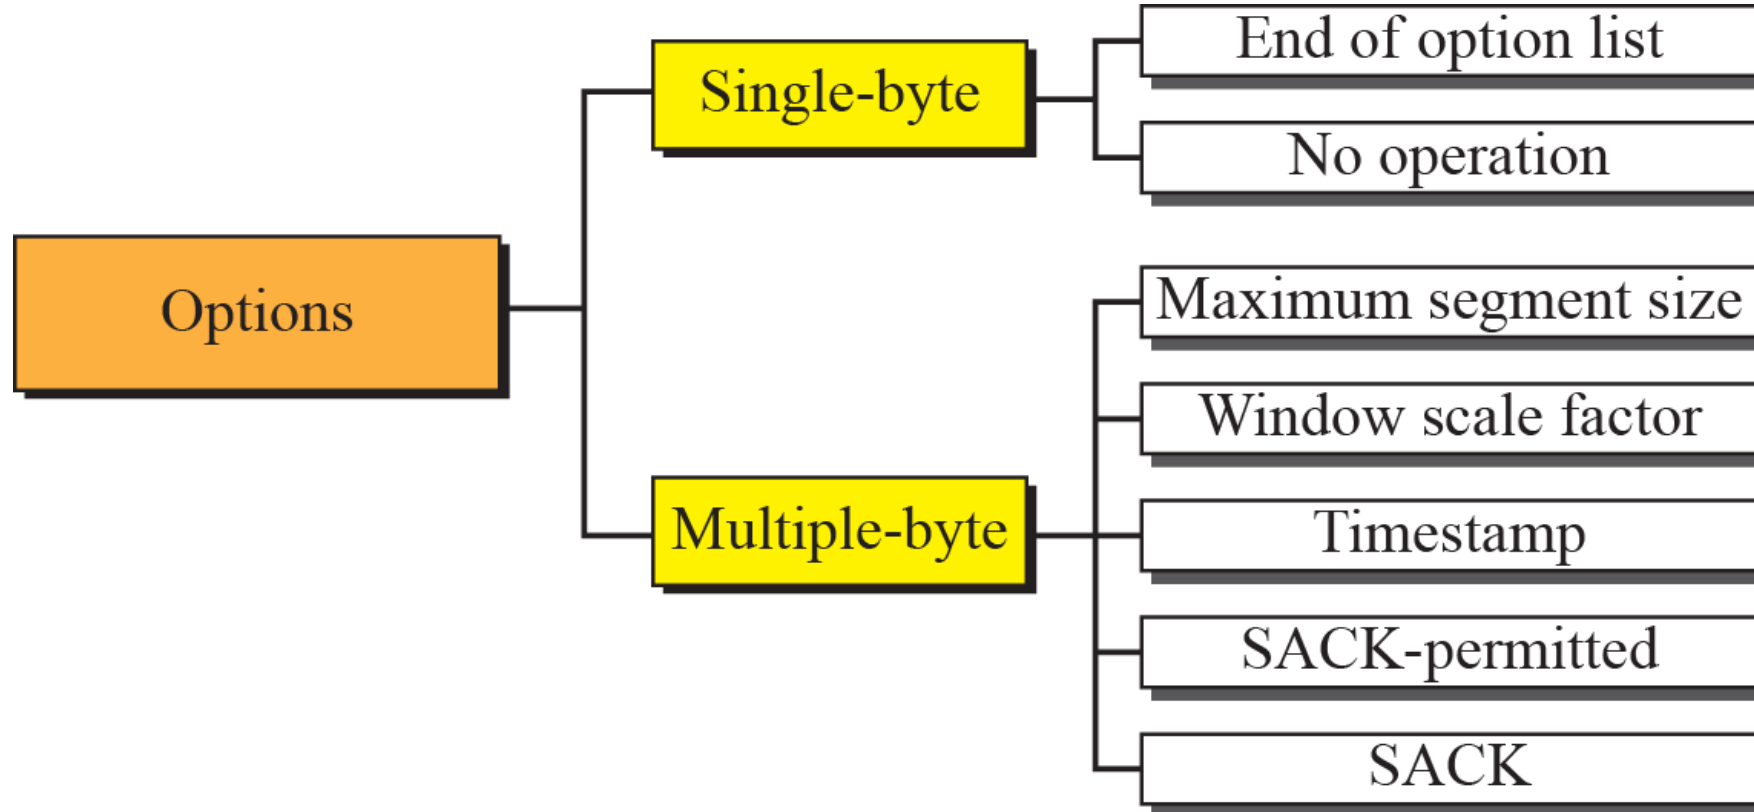 Options
Single-byte
End of option list
No operation
Multiple-byte
Maximum segment size
Window scale factor
Timestamp
SACK-permitted
SACK